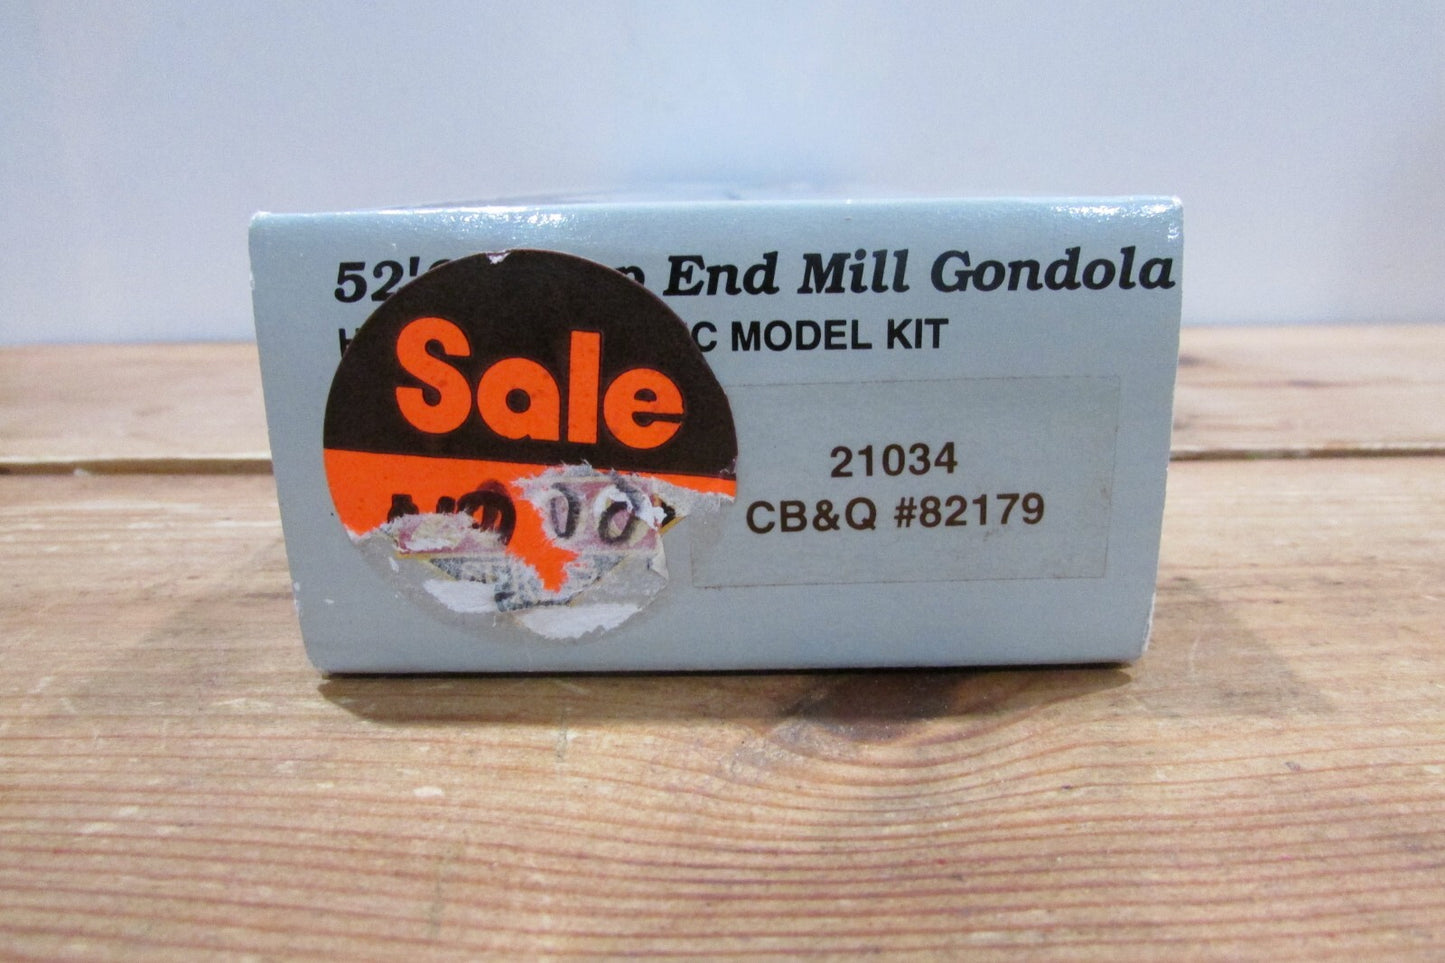 52' End Mill Gondola
MODEL KIT
Sale
21034
CB&Q #82179